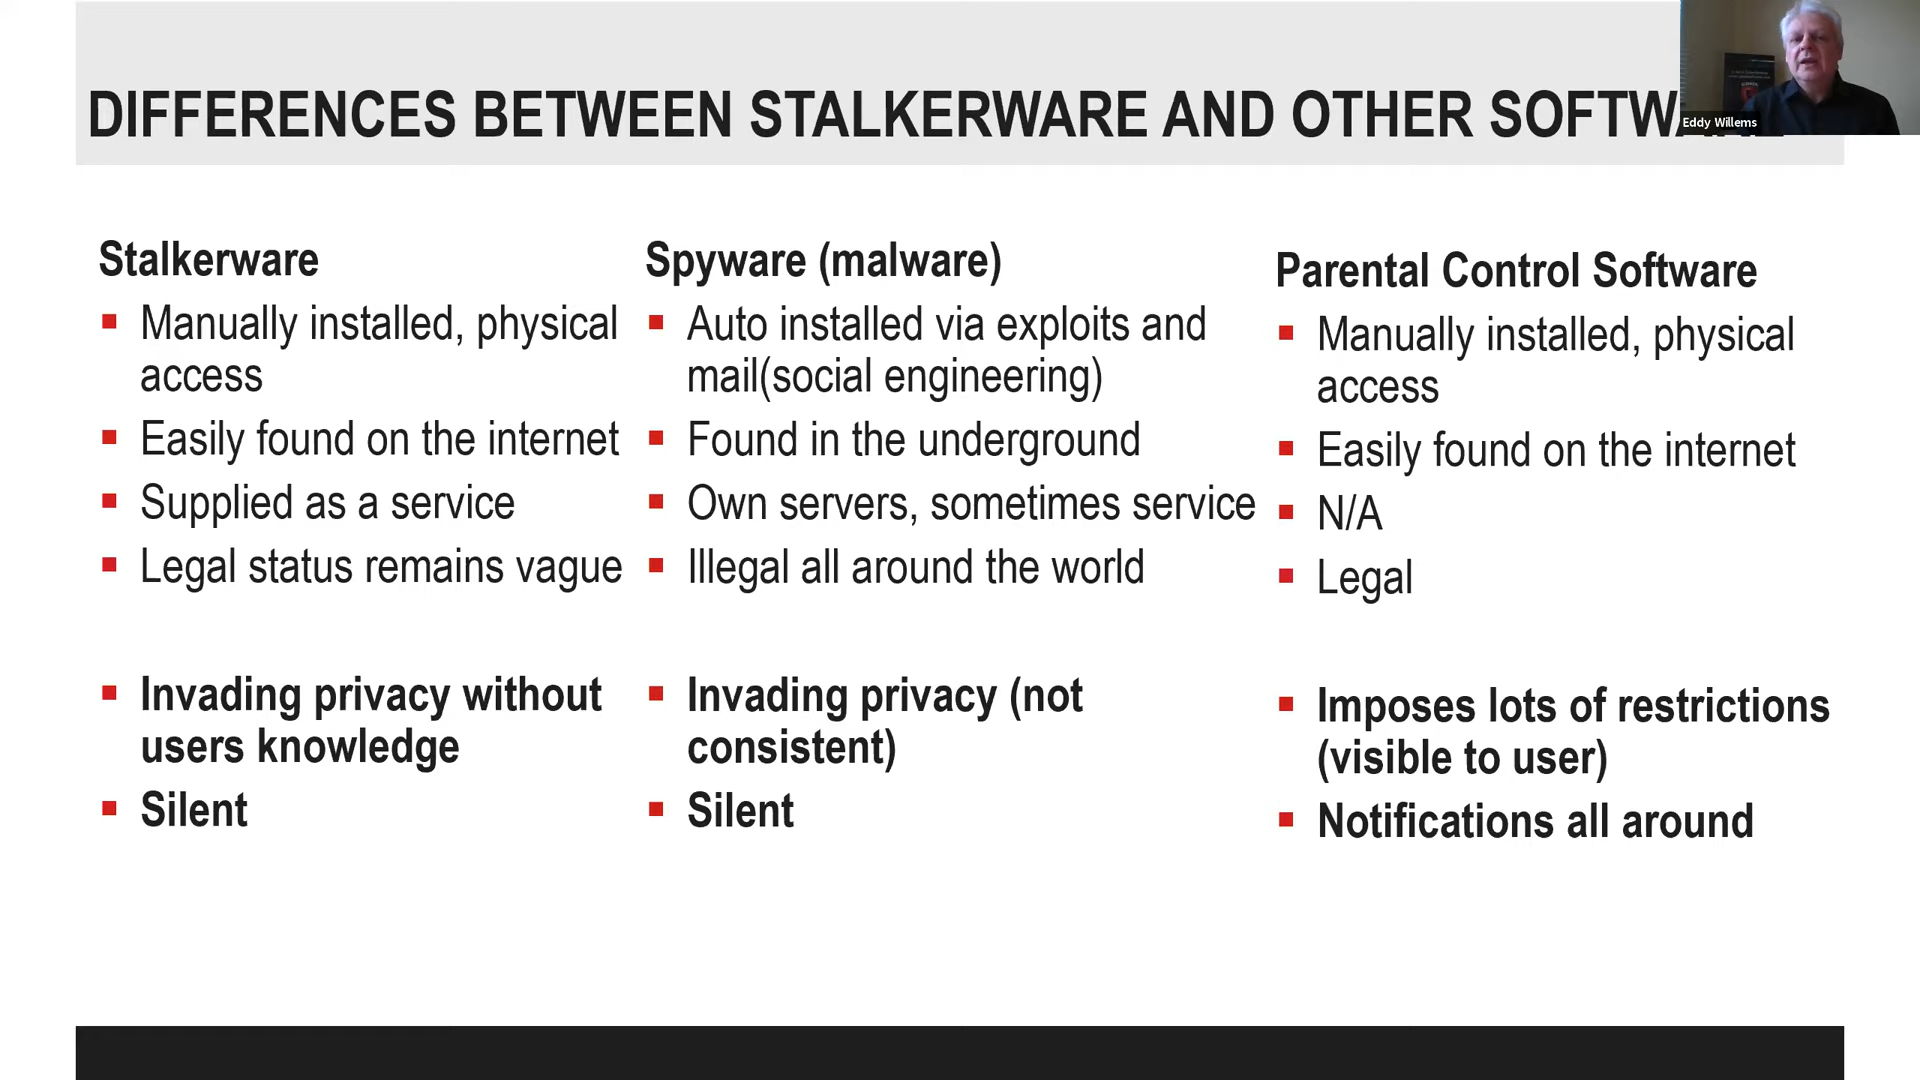 DIFFERENCES BETWEEN STALKERWARE AND OTHER
Eddy Willems
Stalkerware
Manually installed, physical
access
Easily found on the internet
Supplied as a service
Legal status remains vague
Invading privacy without
users knowledge
Silent
Spyware (malware)
Auto installed via exploits and
mail(social engineering)
Found in the underground
Own servers, sometimes service
Illegal all around the world
Invading privacy (not
consistent)
Silent
Parental Control Software
Manually installed, physical
access
Easily found on the internet
N/A
Legal
Imposes lots of restrictions
(visible to user)
Notifications all around